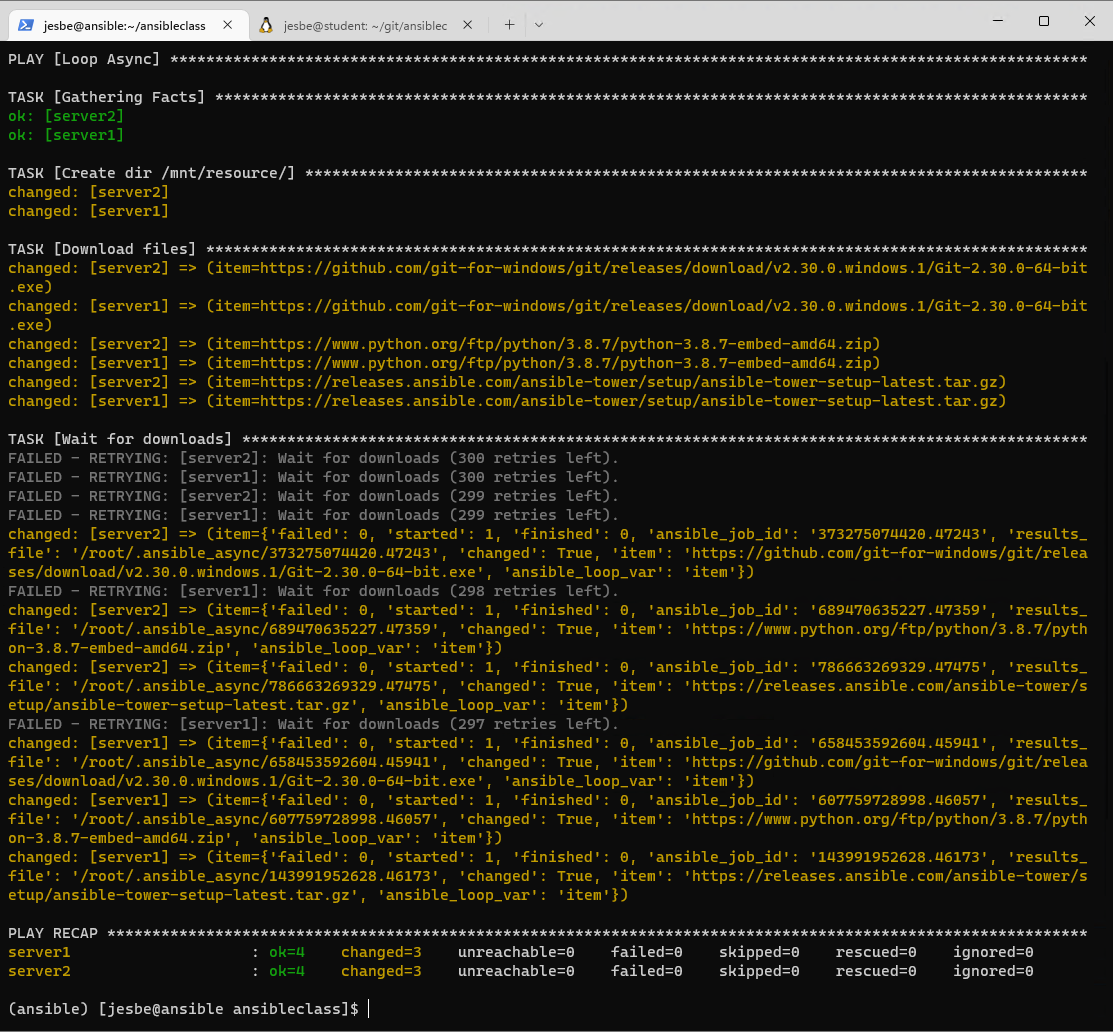 jesbe@ansible:~/ansibleclass
jesbe@student: ~/git/ansiblec
PLAY [Loop Async] ******************************************************************************************************
TASK [Gathering Facts] *************************************************************************************************
ok: [server2]
ok: [server1]
TASK [Create dir /mnt/resource/] ***************************************************************************************
changed: [server2]
changed: [server1]
TASK [Download files] **************************************************************************************************
changed: [server2] => (item=https://github.com/git-for-windows/git/releases/download/v2.30.0.windows.1/Git-2.30.0-64-bit
.exe)
changed: [server1] => (item=https://github.com/git-for-windows/git/releases/download/v2.30.0.windows.1/Git-2.30.0-64-bit
.exe)
changed: [server2] => (item=https://www.python.org/ftp/python/3.8.7/python-3.8.7-embed-amd64.zip)
changed: [server1] => (item=https://www.python.org/ftp/python/3.8.7/python-3.8.7-embed-amd64.zip)
changed: [server2] => (item=https://releases.ansible.com/ansible-tower/setup/ansible-tower-setup-latest.tar.gz)
changed: [server1] => (item=https://releases.ansible.com/ansible-tower/setup/ansible-tower-setup-latest.tar.gz)
TASK [Wait for downloads] **********************************************************************************************
FAILED - RETRYING: [server2]: Wait for downloads (300 retries left).
FAILED - RETRYING: [server1]: Wait for downloads (300 retries left).
FAILED - RETRYING: [server2]: Wait for downloads (299 retries left).
FAILED - RETRYING: [server1]: Wait for downloads (299 retries left).
changed: [server2] => (item={'failed': 0, 'started': 1, 'finished': 0, 'ansible_job_id': '373275074420.47243', 'results_
file': '/root/.ansible_async/373275074420.47243', 'changed': True, 'item': 'https://github.com/git-for-windows/git/relea
ses/download/v2.30.0.windows.1/Git-2.30.0-64-bit.exe', 'ansible_loop_var': 'item'})
FAILED - RETRYING: [server1]: Wait for downloads (298 retries left).
changed: [server2] => (item={'failed': 0, 'started': 1, 'finished': 0, 'ansible_job_id': '689470635227.47359', 'results_
file': '/root/.ansible_async/689470635227.47359', 'changed': True, 'item': 'https://www.python.org/ftp/python/3.8.7/pyth
on-3.8.7-embed-amd64.zip', 'ansible_loop_var': 'item'})
changed: [server2] => (item={'failed': 0, 'started': 1, 'finished': 0, 'ansible_job_id': '786663269329.47475', 'results_
file': '/root/.ansible_async/786663269329.47475', 'changed': True, 'item': 'https://releases.ansible.com/ansible-tower/s
etup/ansible-tower-setup-latest.tar.gz', 'ansible_loop_var': 'item'})
FAILED - RETRYING: [server1]: Wait for downloads (297 retries left).
changed: [server1] => (item={'failed': 0, 'started': 1, 'finished': 0, 'ansible_job_id': '658453592604.45941', 'results_
file': '/root/.ansible_async/658453592604.45941', 'changed': True, 'item': 'https://github.com/git-for-windows/git/relea
ses/download/v2.30.0.windows.1/Git-2.30.0-64-bit.exe', 'ansible_loop_var': 'item'})
changed: [server1] => (item={'failed': 0, 'started': 1, 'finished': 0, 'ansible_job_id': '607759728998.46057', 'results_
file': '/root/.ansible_async/607759728998.46057', 'changed': True, 'item': 'https://www.python.org/ftp/python/3.8.7/pyth
on-3.8.7-embed-amd64.zip', 'ansible_loop_var': 'item'})
changed: [server1] => (item={'failed': 0, 'started': 1, 'finished': 0, 'ansible_job_id': '143991952628.46173', 'results_
file': '/root/.ansible_async/143991952628.46173', 'changed': True, 'item': 'https://releases.ansible.com/ansible-tower/s
etup/ansible-tower-setup-latest.tar.gz', 'ansible_loop_var': 'item'})
PLAY RECAP *************************************************************************************************************
server1                    : ok=4    changed=3    unreachable=0    failed=0    skipped=0    rescued=0    ignored=0
server2                    : ok=4    changed=3    unreachable=0    failed=0    skipped=0    rescued=0    ignored=0
(ansible) [jesbe@ansible ansibleclass]$